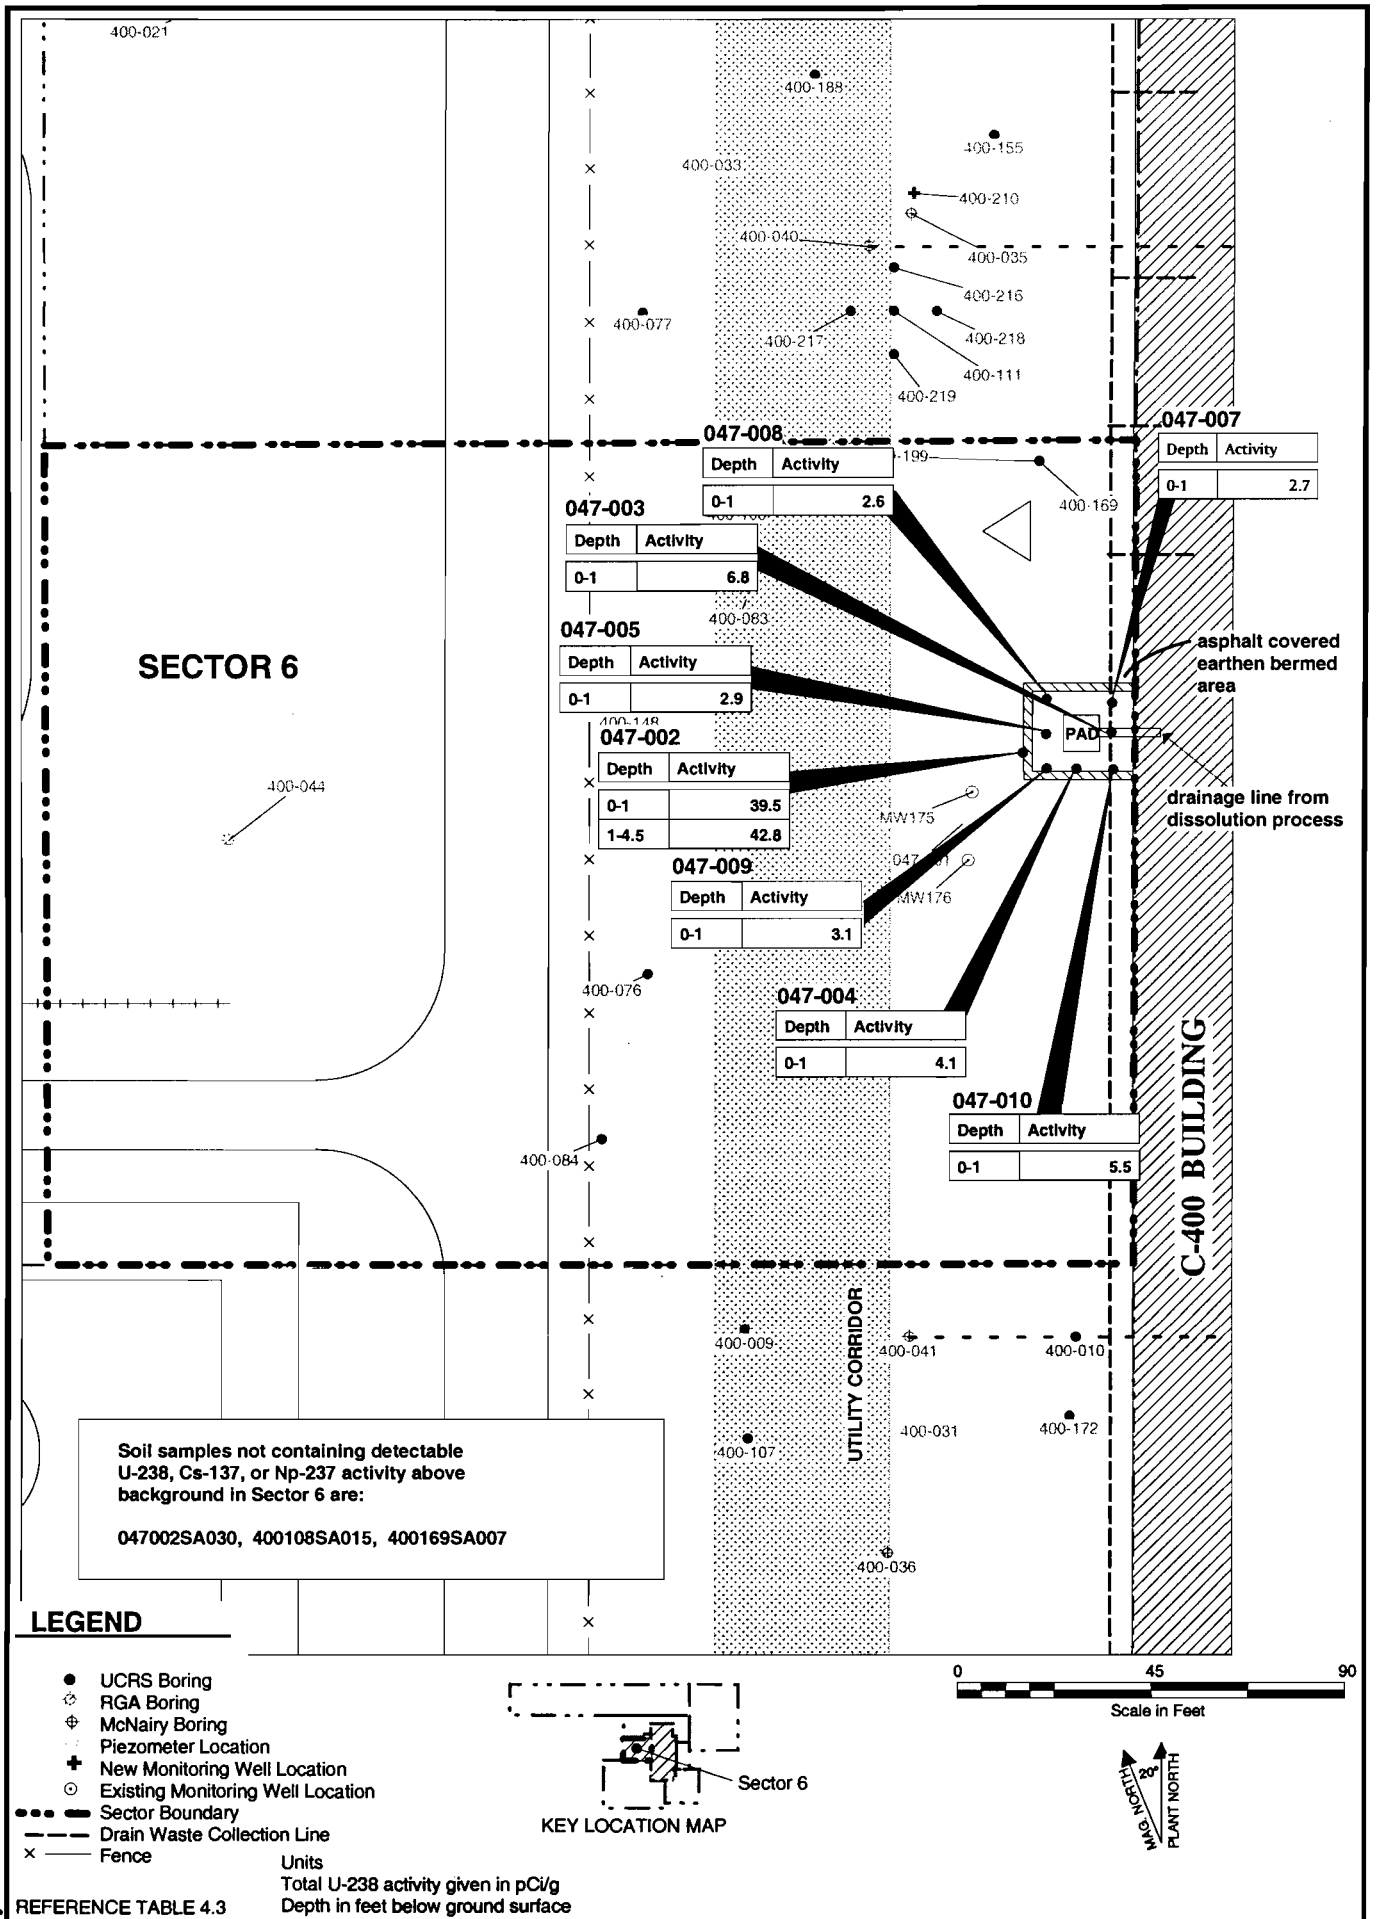 400-021
400-188
400-155
400-033
400-210
400-040
400-035
400-216
400-077
400-217
400-218
400-111
400-219
047-007
Depth Activity
0-1 2.7
047-008
Depth Activity
0-1 2.6
-199
400-169
047-003
Depth Activity
0-1 6.8
400-083
047-005
Depth Activity
0-1 2.9
400-148
SECTOR 6
asphalt covered
earthen bermed
area
PAD
047-002
Depth Activity
0-1 39.5
1-4.5 42.8
400-044
drainage line from
dissolution process
MW175
MW176
047-009
Depth Activity
0-1 3.1
400-076
047-004
Depth Activity
0-1 4.1
047-010
Depth Activity
0-1 5.5
C-400 BUILDING
400-084
UTILITY CORRIDOR
400-009
400-041
400-010
400-031
400-172
400-107
400-036
Soil samples not containing detectable
U-238, Cs-137, or Np-237 activity above
background in Sector 6 are:
047002SA030, 400108SA015, 400169SA007
LEGEND
UCRS Boring
RGA Boring
McNairy Boring
Piezometer Location
New Monitoring Well Location
Existing Monitoring Well Location
Sector Boundary
Drain Waste Collection Line
Fence
Units
Total U-238 activity given in pCi/g
Depth in feet below ground surface
REFERENCE TABLE 4.3
Sector 6
KEY LOCATION MAP
0 45 90
Scale in Feet
MAG. NORTH
20°
PLANT NORTH